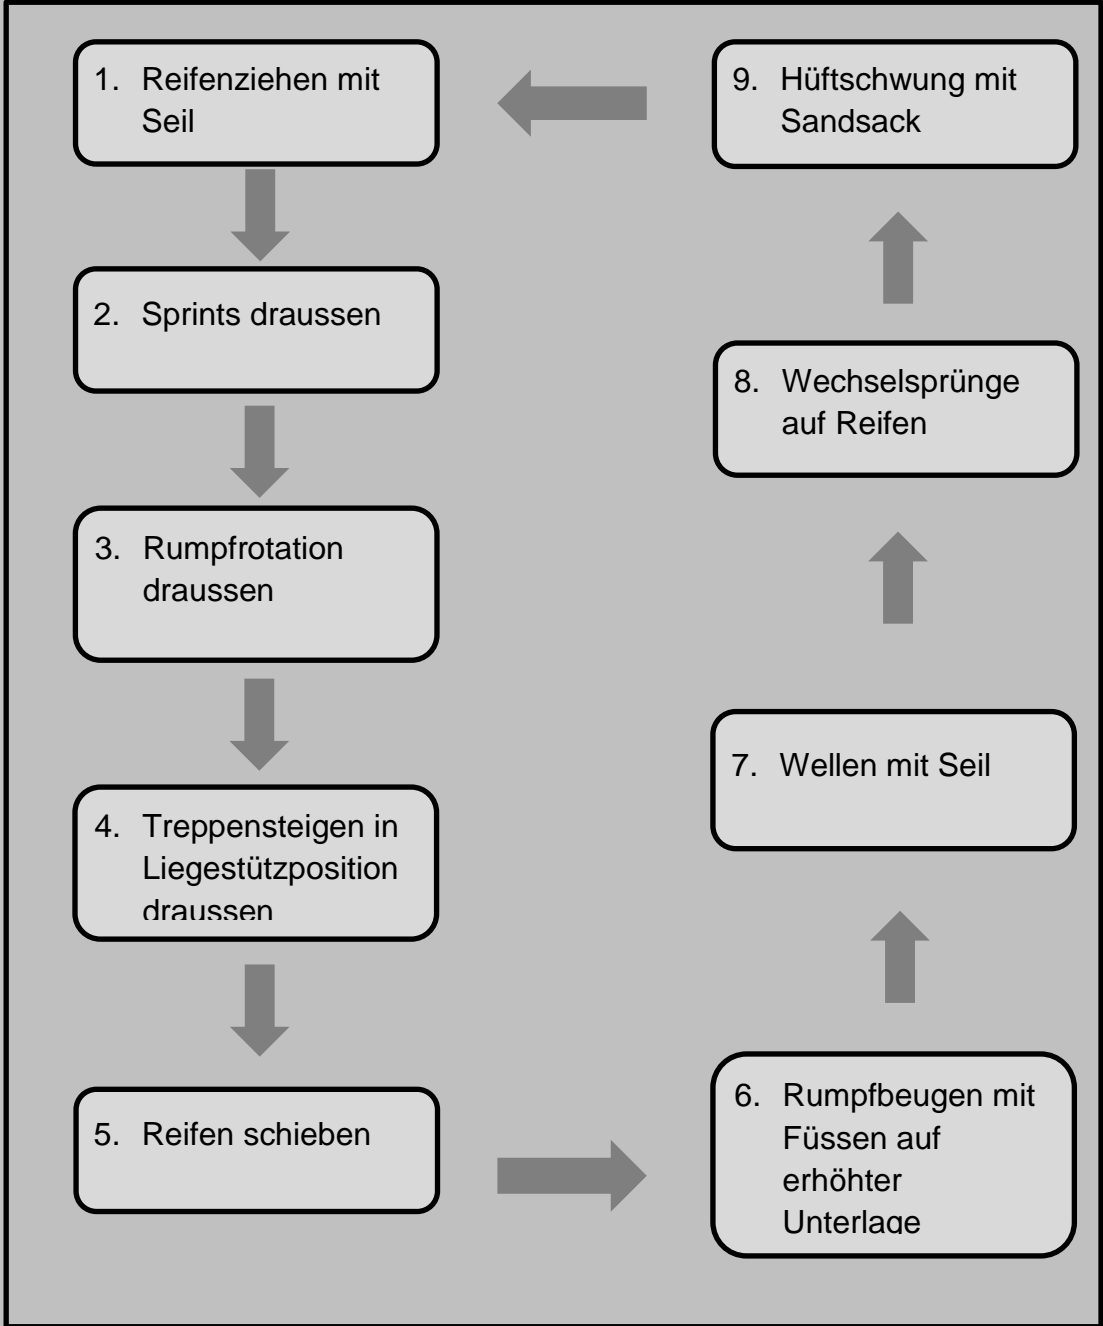 1. Reifenziehen mit
Seil
2. Sprints draussen
3. Rumpfrotation
draussen
4. Treppensteigen in
Liegestützposition
draussen
5. Reifen schieben
6. Rumpfbeugen mit
Füssen auf
erhöhter
Unterlage
7. Wellen mit Seil
8. Wechselsprünge
auf Reifen
9. Hüftschwung mit
Sandsack